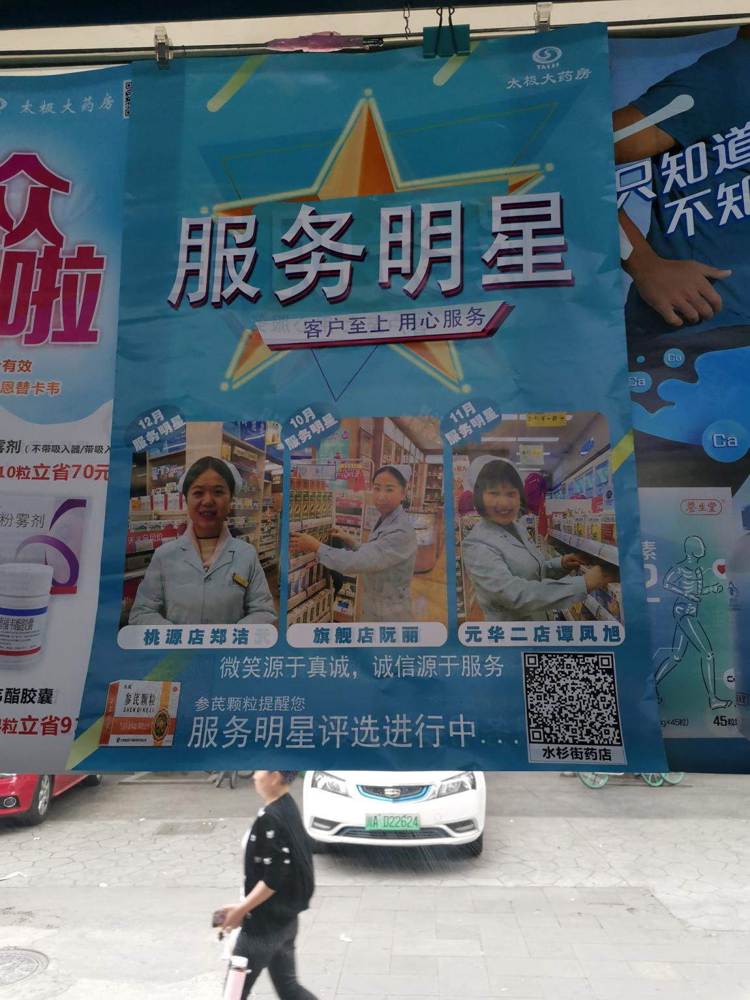 太极大药房
众
啦
有效
恩替卡韦
雾剂（不带吸入器/带吸入
10粒立省70元
粉雾剂
酯胶囊
粒立省9
TAIJI
太极大药房
服务明星
客户至上 用心服务
12月
服务明星
10月
服务明星
11月
服务明星
桃源店郑洁
旗舰店阮丽
元华二店谭凤旭
微笑源于真诚，诚信源于服务
参芪颗粒
SHENQIKELI
参芪颗粒提醒您
服务明星评选进行中...
水杉街药店
只知道
不知
Ca
Ca
Ca
养生堂
素
45粒
川A D22624